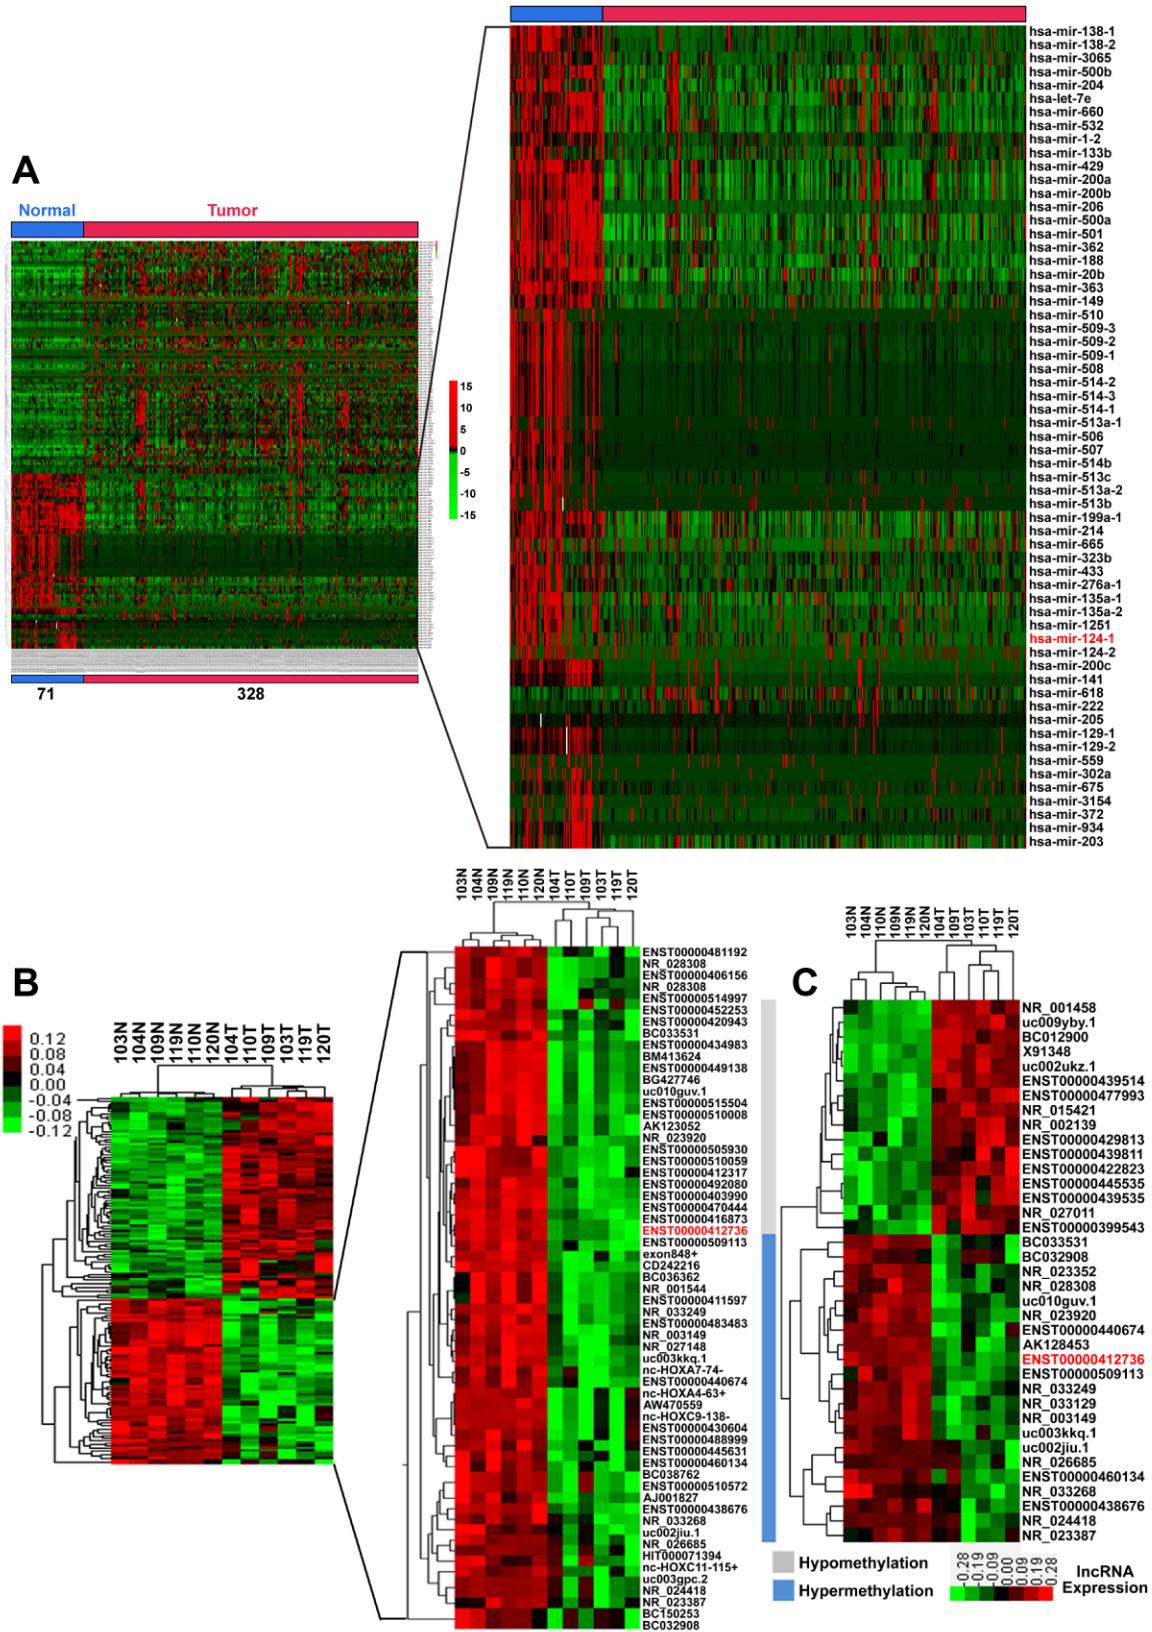 A
Normal
Tumor
15
10
5
0
-5
-10
-15
71
328
hsa-mir-138-1
hsa-mir-138-2
hsa-mir-3065
hsa-mir-500b
hsa-mir-204
hsa-let-7e
hsa-mir-660
hsa-mir-532
hsa-mir-1-2
hsa-mir-133b
hsa-mir-429
hsa-mir-200a
hsa-mir-200b
hsa-mir-206
hsa-mir-500a
hsa-mir-501
hsa-mir-362
hsa-mir-188
hsa-mir-20b
hsa-mir-363
hsa-mir-149
hsa-mir-510
hsa-mir-509-3
hsa-mir-509-2
hsa-mir-509-1
hsa-mir-508
hsa-mir-514-2
hsa-mir-514-3
hsa-mir-514-1
hsa-mir-513a-1
hsa-mir-506
hsa-mir-507
hsa-mir-514b
hsa-mir-513c
hsa-mir-513a-2
hsa-mir-513b
hsa-mir-199a-1
hsa-mir-214
hsa-mir-665
hsa-mir-323b
hsa-mir-433
hsa-mir-276a-1
hsa-mir-135a-1
hsa-mir-135a-2
hsa-mir-1251
hsa-mir-124-1
hsa-mir-124-2
hsa-mir-200c
hsa-mir-141
hsa-mir-618
hsa-mir-222
hsa-mir-205
hsa-mir-129-1
hsa-mir-129-2
hsa-mir-559
hsa-mir-302a
hsa-mir-675
hsa-mir-3154
hsa-mir-372
hsa-mir-934
hsa-mir-203
B
0.12
0.08
0.04
0.00
-0.04
-0.08
-0.12
103N 104N 109N 119N 110N 120N 104T 110T 109T 103T 119T 120T
103N 104N 109N 119N 110N 120N 104T 110T 109T 103T 119T 120T
ENST00000481192
NR_028308
ENST00000406156
NR_028308
ENST00000514997
ENST00000452253
ENST00000420943
BC033531
ENST00000434983
BM413624
ENST00000449138
BG427746
uc010guv.1
ENST00000515504
ENST00000510008
AK123052
NR_023920
ENST00000505930
ENST00000510059
ENST00000412317
ENST00000492080
ENST00000403990
ENST00000470444
ENST00000416873
ENST00000412736
ENST00000509113
exon848+
CD242216
BC036362
NR_001544
ENST00000411597
NR_033249
ENST00000483483
NR_003149
NR_027148
uc003kkq.1
nc-HOXA7-74-
ENST00000440674
nc-HOXA4-63+
AW470559
nc-HOXC9-138-
ENST00000430604
ENST00000488999
ENST00000445631
ENST00000460134
BC038762
ENST00000510572
AJ001827
ENST00000438676
NR_033268
uc002jiu.1
NR_026685
HIT000071394
nc-HOXC11-115+
uc003gpc.2
NR_024418
NR_023387
BC150253
BC032908
C
103N 104N 110N 109N 119N 120N 104T 109T 103T 110T 119T 120T
NR_001458
uc009yby.1
BC012900
X91348
uc002ukz.1
ENST00000439514
ENST00000477993
NR_015421
NR_002139
ENST00000429813
ENST00000439811
ENST00000422823
ENST00000445535
ENST00000439535
NR_027011
ENST00000399543
BC033531
BC032908
NR_023352
NR_028308
uc010guv.1
NR_023920
ENST00000440674
AK128453
ENST00000412736
ENST00000509113
NR_033249
NR_033129
NR_003149
uc003kkq.1
uc002jiu.1
NR_026685
ENST00000460134
NR_033268
ENST00000438676
NR_024418
NR_023387
Hypomethylation
Hypermethylation
-0.28 -0.19 -0.09 0.00 0.09 0.19 0.28
lncRNA
Expression